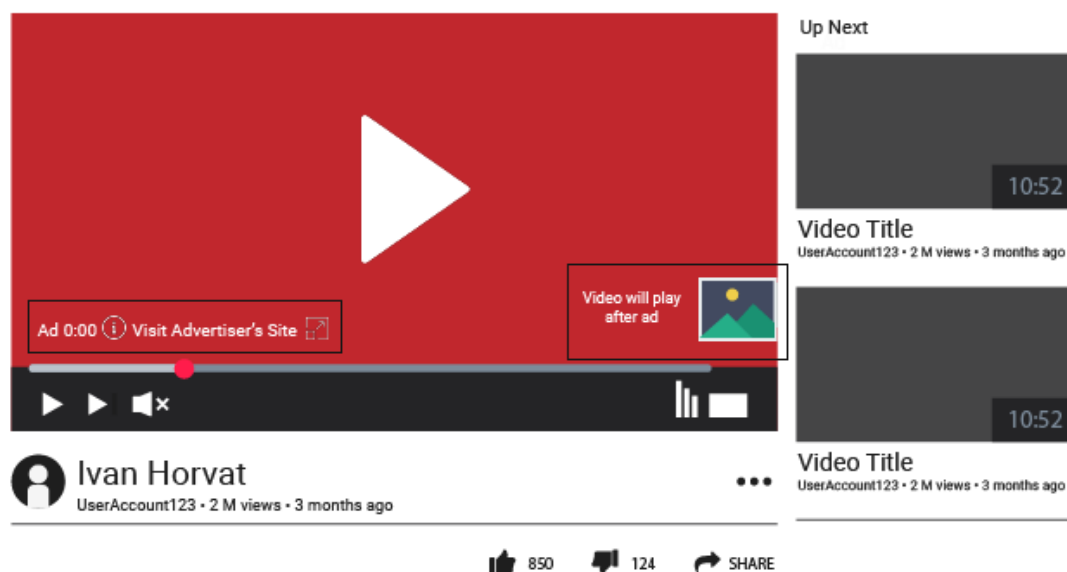 Up Next
10:52
Video Title
UserAccount123 • 2 M views • 3 months ago
Video will play
after ad
Ad 0:00 i Visit Advertiser's Site
10:52
Video Title
UserAccount123 • 2 M views • 3 months ago
Ivan Horvat
UserAccount123 • 2 M views • 3 months ago
850 124 SHARE